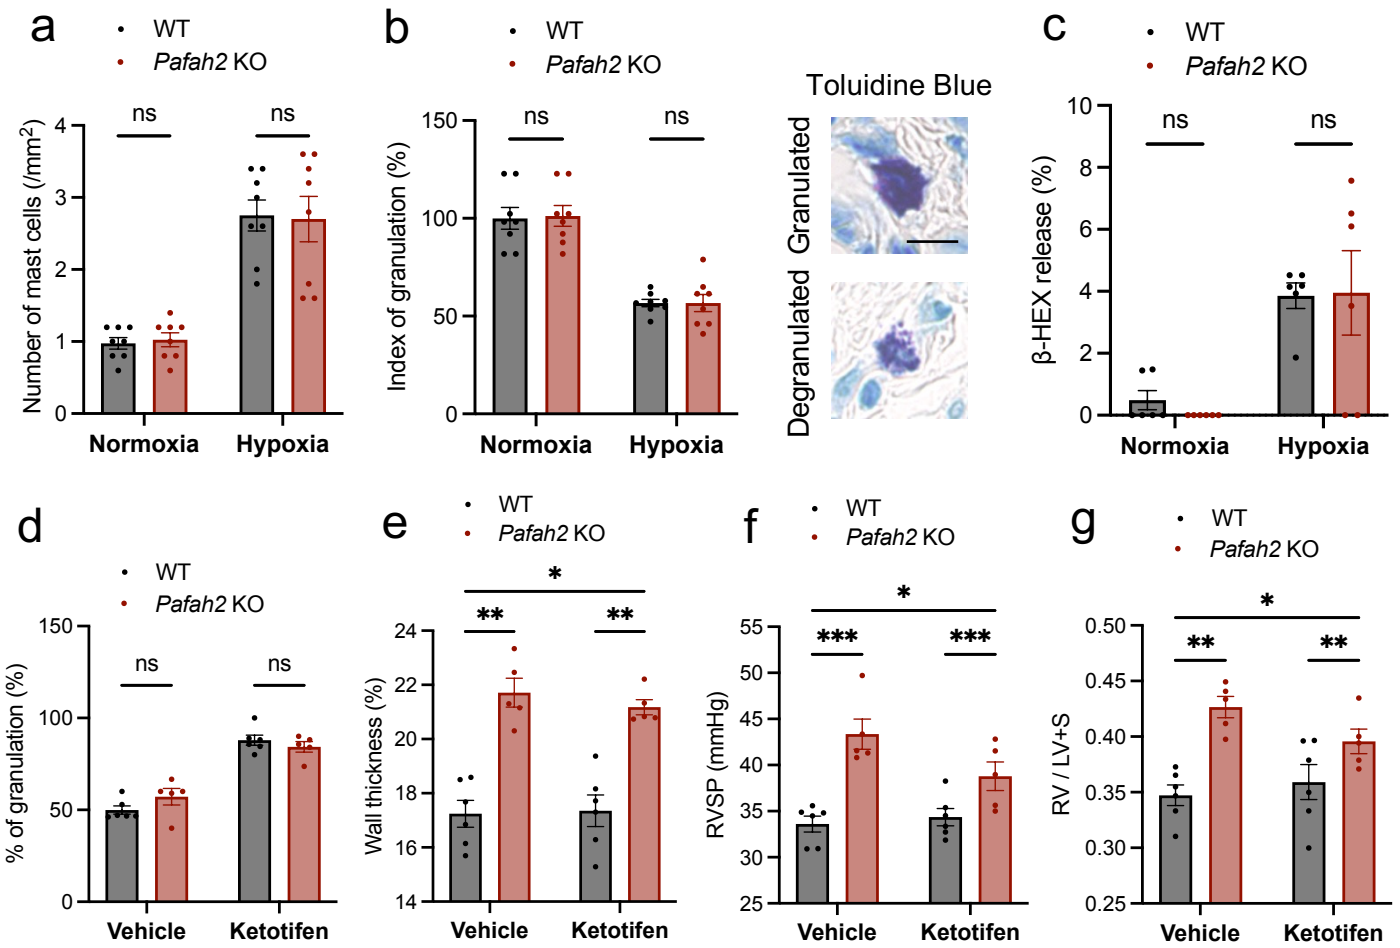 a
WT
Pafah2 KO
Number of mast cells (/mm²)
4
3
2
1
0
ns
ns
Normoxia
Hypoxia
b
WT
Pafah2 KO
Index of granulation (%)
150
100
50
0
ns
ns
Normoxia
Hypoxia
Toluidine Blue
Granulated
Degranulated
c
WT
Pafah2 KO
β-HEX release (%)
10
8
6
4
2
0
ns
ns
Normoxia
Hypoxia
d
WT
Pafah2 KO
% of granulation (%)
150
100
50
0
ns
ns
Vehicle
Ketotifen
e
WT
Pafah2 KO
Wall thickness (%)
24
22
20
18
16
14
*
**
**
Vehicle
Ketotifen
f
WT
Pafah2 KO
RVSP (mmHg)
55
50
45
40
35
30
25
*
***
***
Vehicle
Ketotifen
g
WT
Pafah2 KO
RV / LV+S
0.50
0.45
0.40
0.35
0.30
0.25
*
**
**
Vehicle
Ketotifen